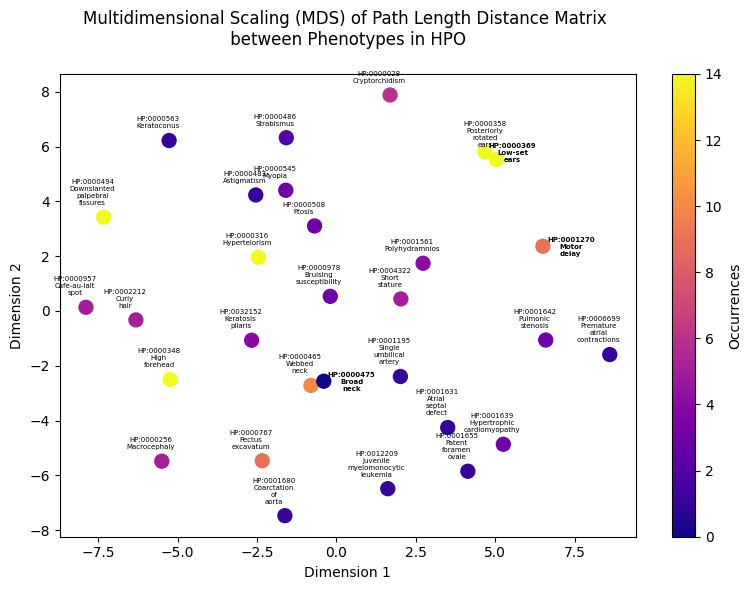 Multidimensional Scaling (MDS) of Path Length Distance Matrix
between Phenotypes in HPO
HP:0000028
Cryptorchidism
HP:0000563
Keratoconus
HP:0000486
Strabismus
HP:0000358
Posteriorly
rotated
ears
HP:0000369
Low-set
ears
HP:0000545
Myopia
HP:0000483
Astigmatism
HP:0000494
Downslanted
palpebral
fissures
HP:0000508
Ptosis
HP:0000316
Hypertelorism
HP:0001561
Polyhydramnios
HP:0001270
Motor
delay
HP:0000957
Cafe-au-lait
spot
HP:0002212
Curly
hair
HP:0000978
Bruising
susceptibility
HP:0004322
Short
stature
HP:0032152
Keratosis
pilaris
HP:0001642
Pulmonic
stenosis
HP:0006699
Premature
atrial
contractions
HP:0000348
High
forehead
HP:0000465
Webbed
neck
HP:0000475
Broad
neck
HP:0001195
Single
umbilical
artery
HP:0001631
Atrial
septal
defect
HP:0001639
Hypertrophic
cardiomyopathy
HP:0001655
Patent
foramen
ovale
HP:0000256
Macrocephaly
HP:0000767
Pectus
excavatum
HP:0012209
Juvenile
myelomonocytic
leukemia
HP:0001680
Coarctation
of
aorta
8
6
4
2
0
−2
−4
−6
−8
Dimension 2
−7.5
−5.0
−2.5
0.0
2.5
5.0
7.5
Dimension 1
14
12
10
8
6
4
2
0
Occurrences